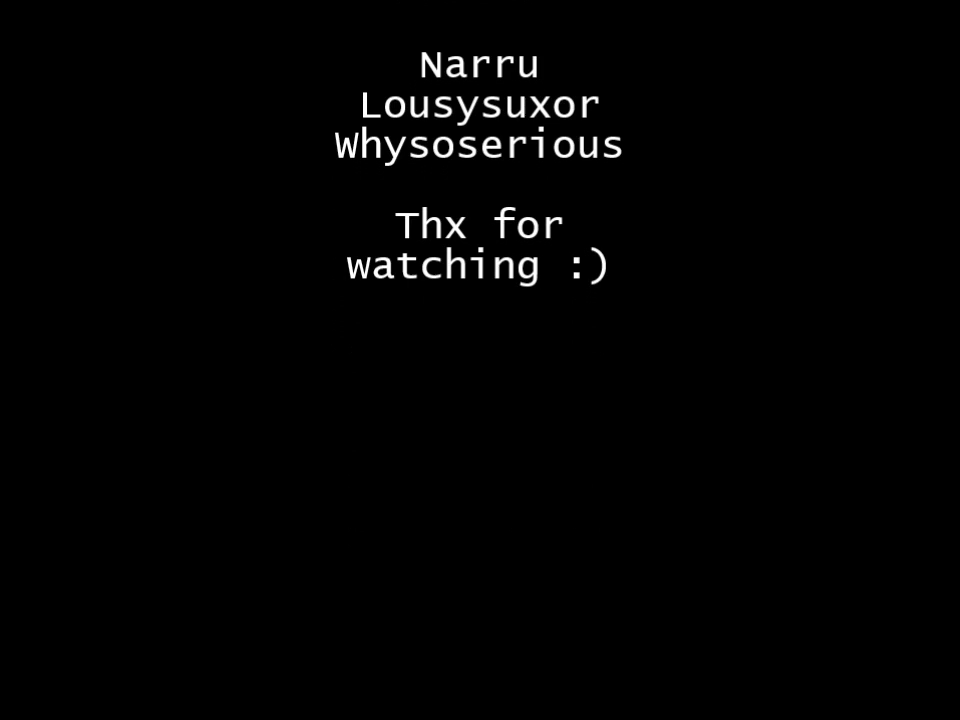 Narru
Lousysuxor
Whysoserious
Thx for
watching :)